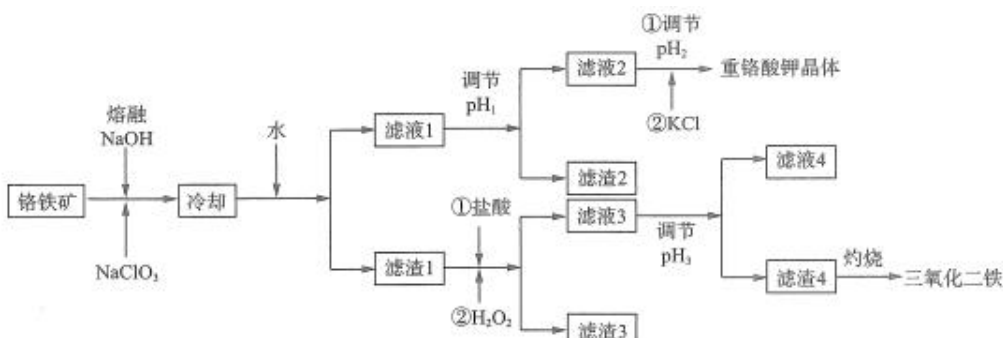 铬铁矿
熔融
NaOH
NaClO₃
冷却
水
滤液1
调节
pH₁
滤液2
①调节
pH₂
②KCl
重铬酸钾晶体
滤渣2
滤渣1
①盐酸
②H₂O₂
滤液3
调节
pH₃
滤液4
滤渣4
灼烧
三氧化二铁
滤渣3